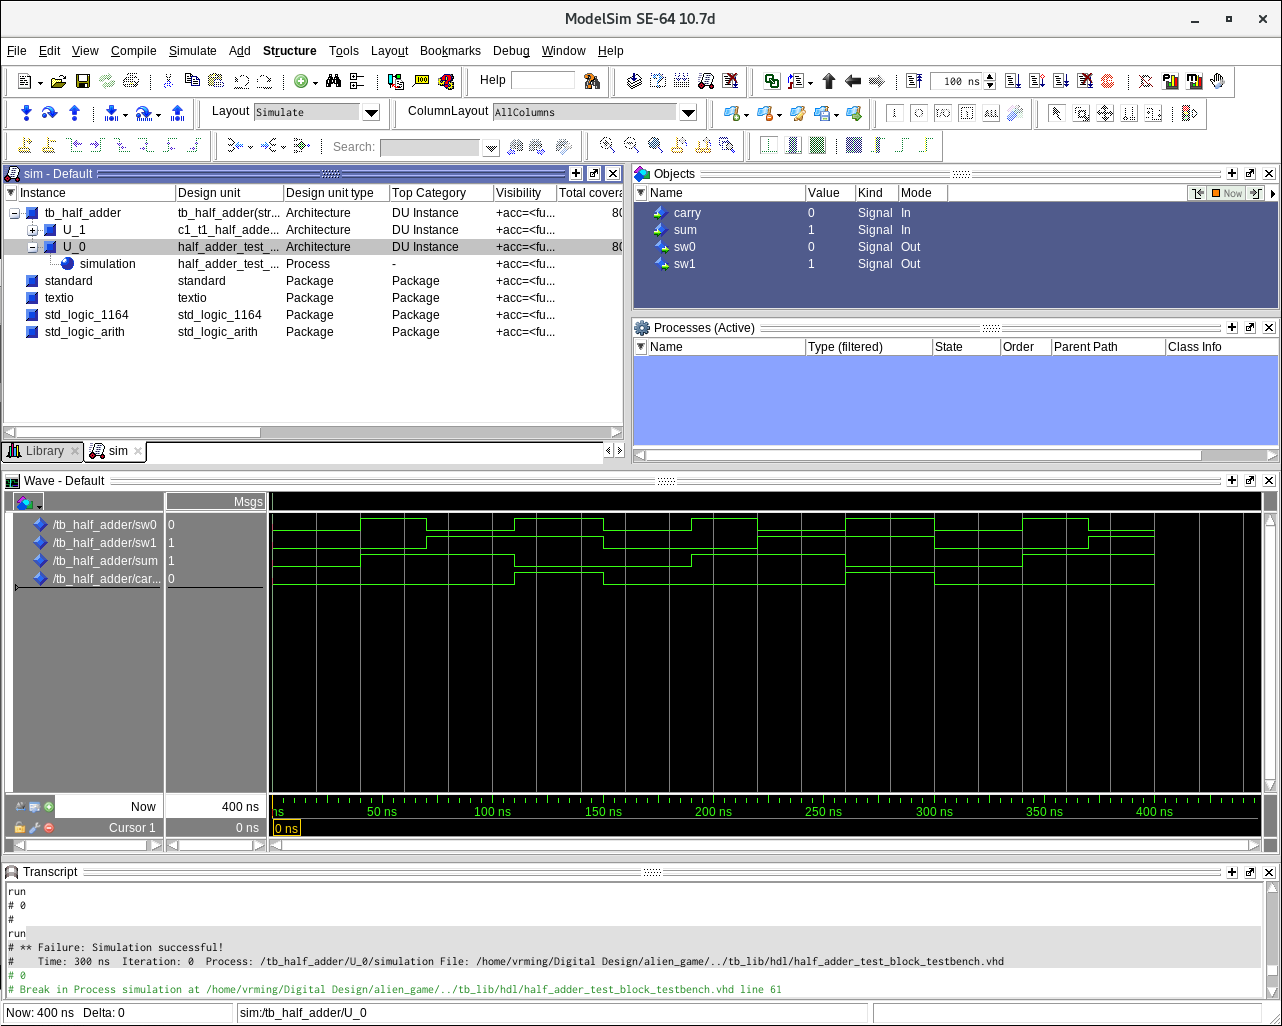 ModelSim SE-64 10.7d
File Edit View Compile Simulate Add Structure Tools Layout Bookmarks Debug Window Help
Help 100 ns
Layout Simulate ColumnLayout AllColumns
Search:
sim - Default
Instance Design unit Design unit type Top Category Visibility Total covera
tb_half_adder tb_half_adder(str... Architecture DU Instance +acc=<fu... 80
U_1 c1_t1_half_adde... Architecture DU Instance +acc=<fu...
U_0 half_adder_test_... Architecture DU Instance +acc=<fu... 80
simulation half_adder_test_... Process - +acc=<fu...
standard standard Package Package +acc=<fu...
textio textio Package Package +acc=<fu...
std_logic_1164 std_logic_1164 Package Package +acc=<fu...
std_logic_arith std_logic_arith Package Package +acc=<fu...
Library sim
Objects
Name Value Kind Mode Now
carry 0 Signal In
sum 1 Signal In
sw0 0 Signal Out
sw1 1 Signal Out
Processes (Active)
Name Type (filtered) State Order Parent Path Class Info
Wave - Default
Msgs
/tb_half_adder/sw0 0
/tb_half_adder/sw1 1
/tb_half_adder/sum 1
/tb_half_adder/car... 0
Now 400 ns ns 50 ns 100 ns 150 ns 200 ns 250 ns 300 ns 350 ns 400 ns
Cursor 1 0 ns 0 ns
Transcript
run
# 0
#
run
# ** Failure: Simulation successful!
# Time: 300 ns Iteration: 0 Process: /tb_half_adder/U_0/simulation File: /home/vrming/Digital Design/alien_game/../tb_lib/hdl/half_adder_test_block_testbench.vhd
# 0
# Break in Process simulation at /home/vrming/Digital Design/alien_game/../tb_lib/hdl/half_adder_test_block_testbench.vhd line 61
Now: 400 ns Delta: 0 sim:/tb_half_adder/U_0